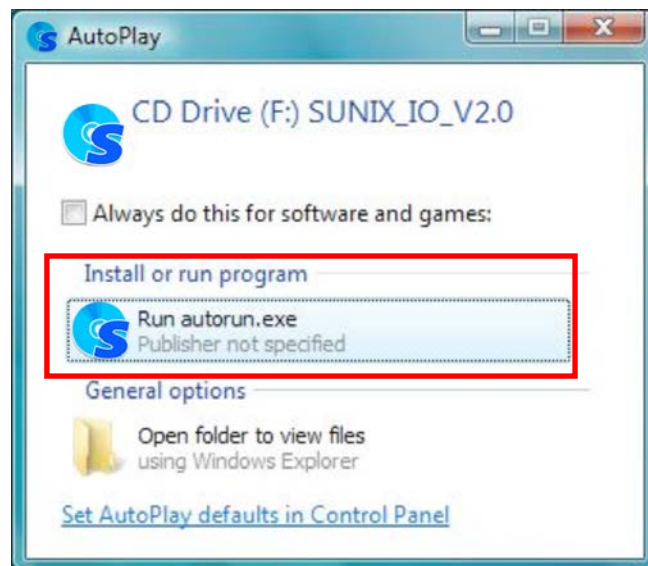 AutoPlay
CD Drive (F:) SUNIX_IO_V2.0
Always do this for software and games:
Install or run program
Run autorun.exe
Publisher not specified
General options
Open folder to view files
using Windows Explorer
Set AutoPlay defaults in Control Panel